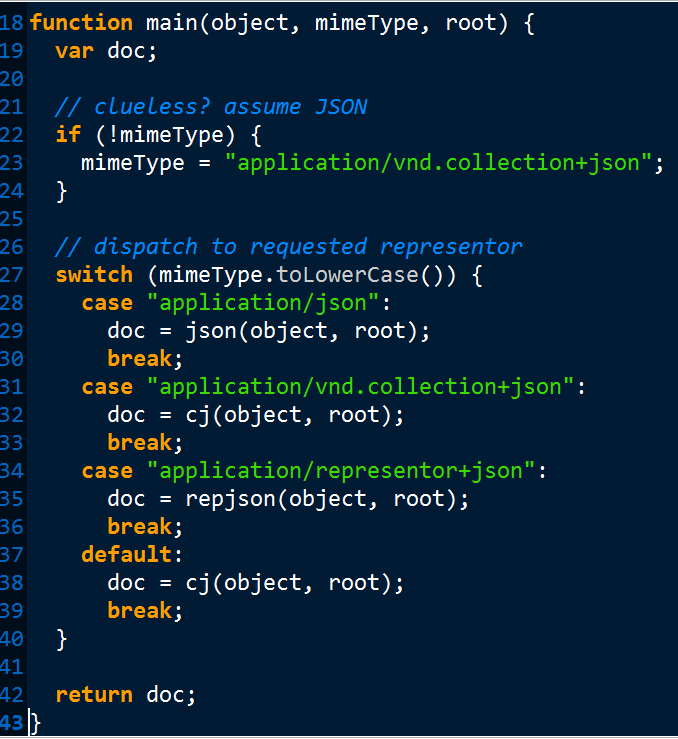 18 function main(object, mimeType, root) {
19   var doc;
20
21   // clueless? assume JSON
22   if (!mimeType) {
23     mimeType = "application/vnd.collection+json";
24   }
25
26   // dispatch to requested representor
27   switch (mimeType.toLowerCase()) {
28     case "application/json":
29       doc = json(object, root);
30       break;
31     case "application/vnd.collection+json":
32       doc = cj(object, root);
33       break;
34     case "application/representor+json":
35       doc = repjson(object, root);
36       break;
37     default:
38       doc = cj(object, root);
39       break;
40   }
41
42   return doc;
43 }